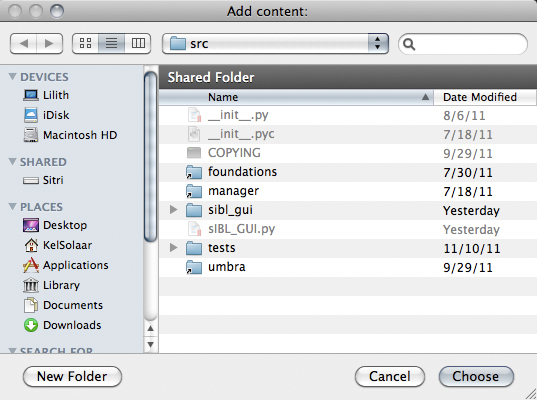 Add content:
src
DEVICES
Lilith
iDisk
Macintosh HD
SHARED
Sitri
PLACES
Desktop
KelSolaar
Applications
Library
Documents
Downloads
SEARCH FOR
Shared Folder
Name Date Modified
__init__.py 8/6/11
__init__.pyc 7/18/11
COPYING 9/29/11
foundations 7/30/11
manager 7/18/11
sibl_gui Yesterday
sIBL_GUI.py Yesterday
tests 11/10/11
umbra 9/29/11
New Folder Cancel Choose